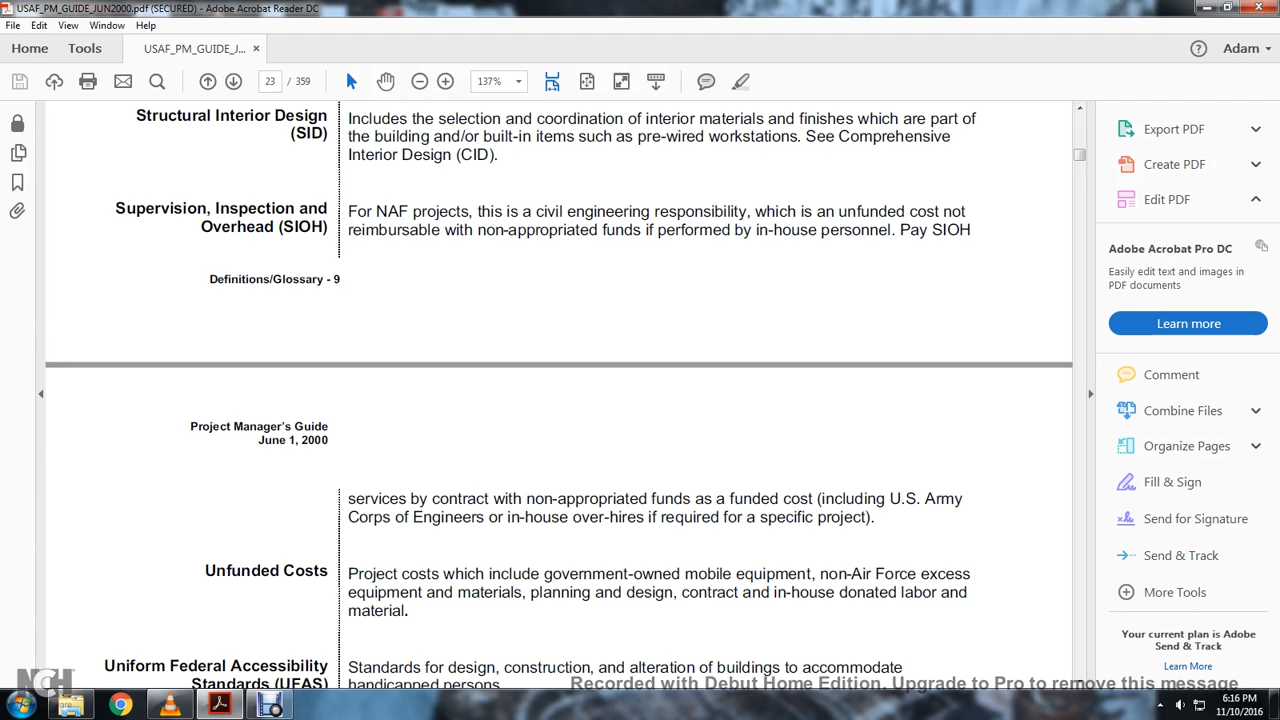 USAF_PM_GUIDE_JUN2000.pdf (SECURED) - Adobe Acrobat Reader DC
File Edit View Window Help
Home Tools USAF_PM_GUIDE_J... × Adam
23 / 359 137%
Structural Interior Design
(SID)
Includes the selection and coordination of interior materials and finishes which are part of
the building and/or built-in items such as pre-wired workstations. See Comprehensive
Interior Design (CID).
Supervision, Inspection and
Overhead (SIOH)
For NAF projects, this is a civil engineering responsibility, which is an unfunded cost not
reimbursable with non-appropriated funds if performed by in-house personnel. Pay SIOH
Definitions/Glossary - 9
Project Manager's Guide
June 1, 2000
services by contract with non-appropriated funds as a funded cost (including U.S. Army
Corps of Engineers or in-house over-hires if required for a specific project).
Unfunded Costs
Project costs which include government-owned mobile equipment, non-Air Force excess
equipment and materials, planning and design, contract and in-house donated labor and
material.
Uniform Federal Accessibility
Standards (UFAS)
Standards for design, construction, and alteration of buildings to accommodate
handicapped persons
Export PDF
Create PDF
Edit PDF
Adobe Acrobat Pro DC
Easily edit text and images in
PDF documents
Learn more
Comment
Combine Files
Organize Pages
Fill & Sign
Send for Signature
Send & Track
More Tools
Your current plan is Adobe
Send & Track
Learn More
NCH
Recorded with Debut Home Edition. Upgrade to Pro to remove this message
6:16 PM
11/10/2016